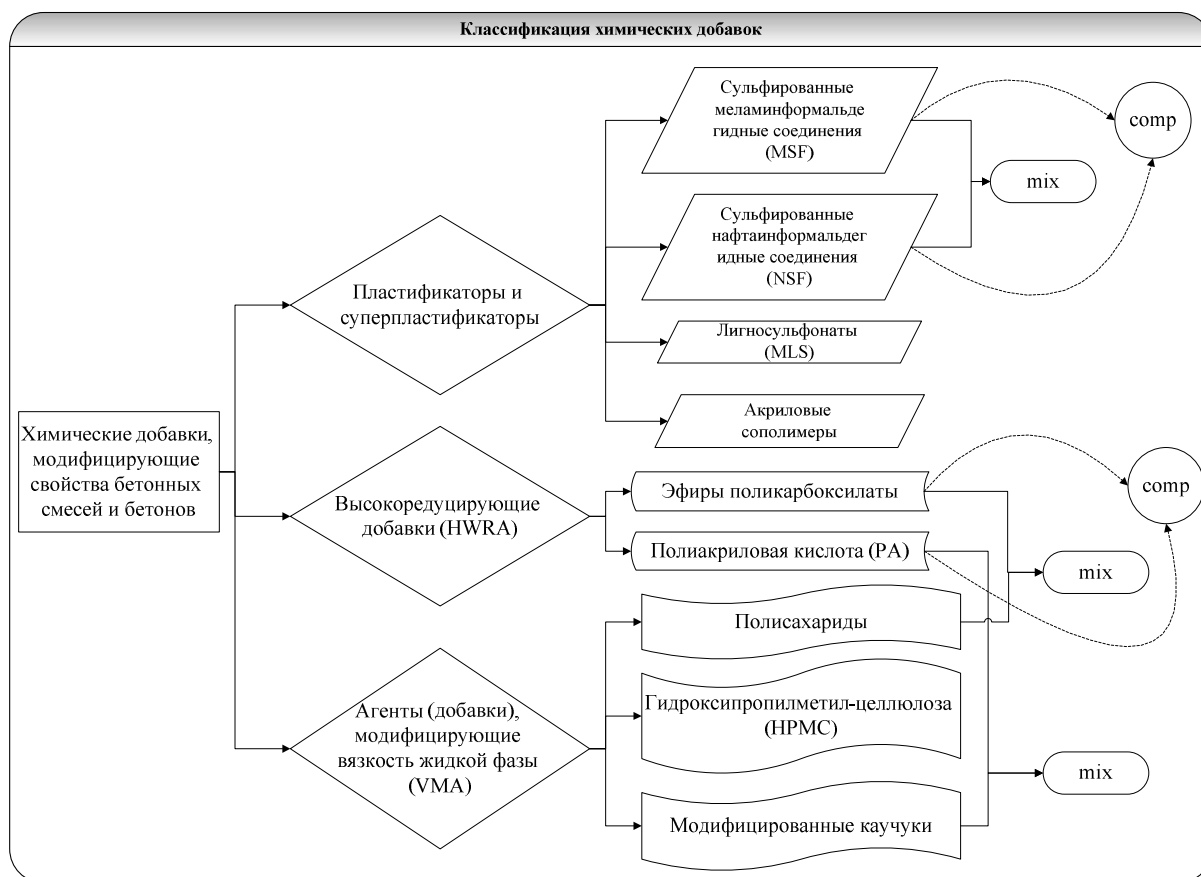 Классификация химических добавок
Сульфированные
меламинформальде
гидные соединения
(MSF)
comp
mix
Сульфированные
нафтаинформальдег
идные соединения
(NSF)
Пластификаторы и
суперпластификаторы
Лигносульфонаты
(MLS)
Акриловые
сополимеры
Химические добавки,
модифицирующие
свойства бетонных
смесей и бетонов
Высокоредуцирующие
добавки (HWRA)
Эфиры поликарбоксилаты
comp
Полиакриловая кислота (PA)
mix
Полисахариды
Агенты (добавки),
модифицирующие
вязкость жидкой фазы
(VMA)
Гидроксипропилметил-целлюлоза
(HPMC)
mix
Модифицированные каучуки